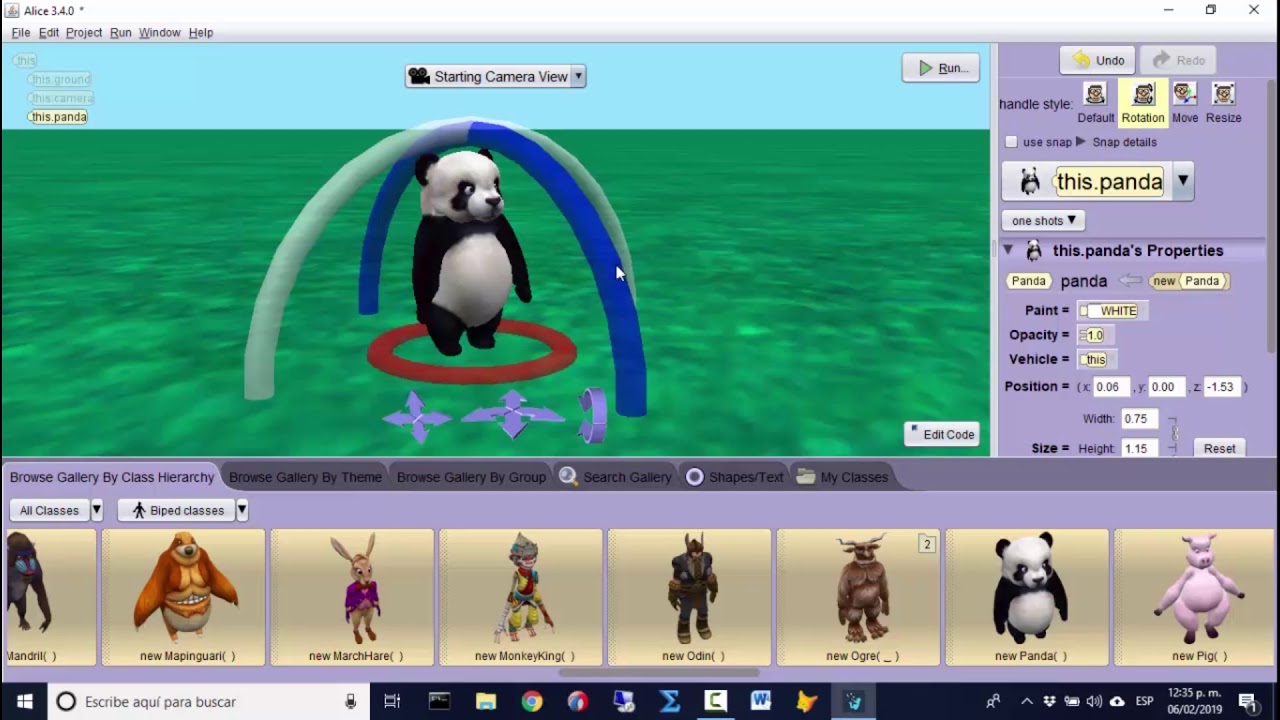 Alice 3.4.0 *
File Edit Project Run Window Help
this
this.ground
this.camera
this.panda
Starting Camera View
Run...
Undo
Redo
handle style:
Default
Rotation
Move
Resize
use snap
Snap details
this.panda
one shots
this.panda's Properties
Panda
panda
new
Panda
Paint =
WHITE
Opacity =
1.0
Vehicle =
this
Position =
( x: 0.06 , y: 0.00 , z: -1.53 )
Width: 0.75
Size = Height: 1.15
Reset
Edit Code
Browse Gallery By Class Hierarchy
Browse Gallery By Theme
Browse Gallery By Group
Search Gallery
Shapes/Text
My Classes
All Classes
Biped classes
2
Mandril( )
new Mapinguari( )
new MarchHare( )
new MonkeyKing( )
new Odin( )
new Ogre( _ )
new Panda( )
new Pig( )
Escribe aquí para buscar
ESP
12:35 p. m.
06/02/2019
1